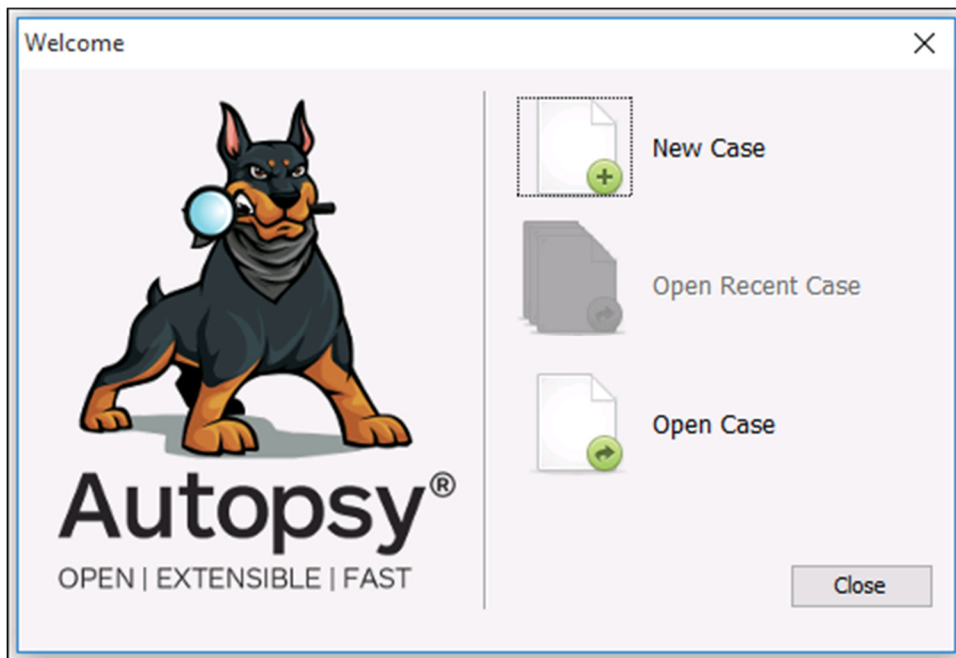 Welcome
New Case
Open Recent Case
Open Case
Autopsy®
OPEN | EXTENSIBLE | FAST
Close